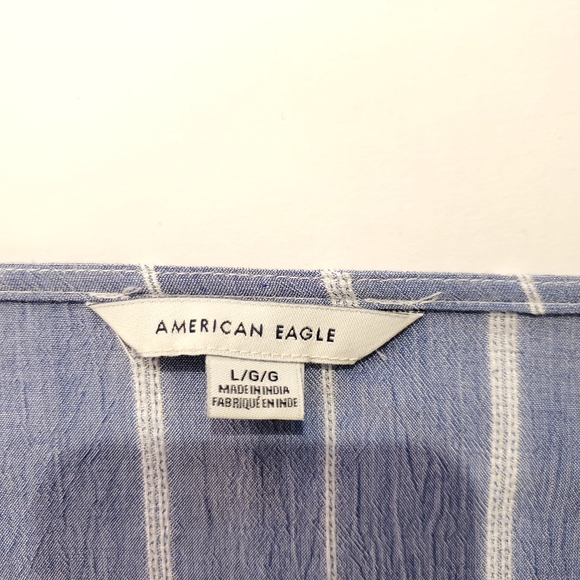 AMERICAN EAGLE
L/G/G
MADE IN INDIA
FABRIQUÉ EN INDE